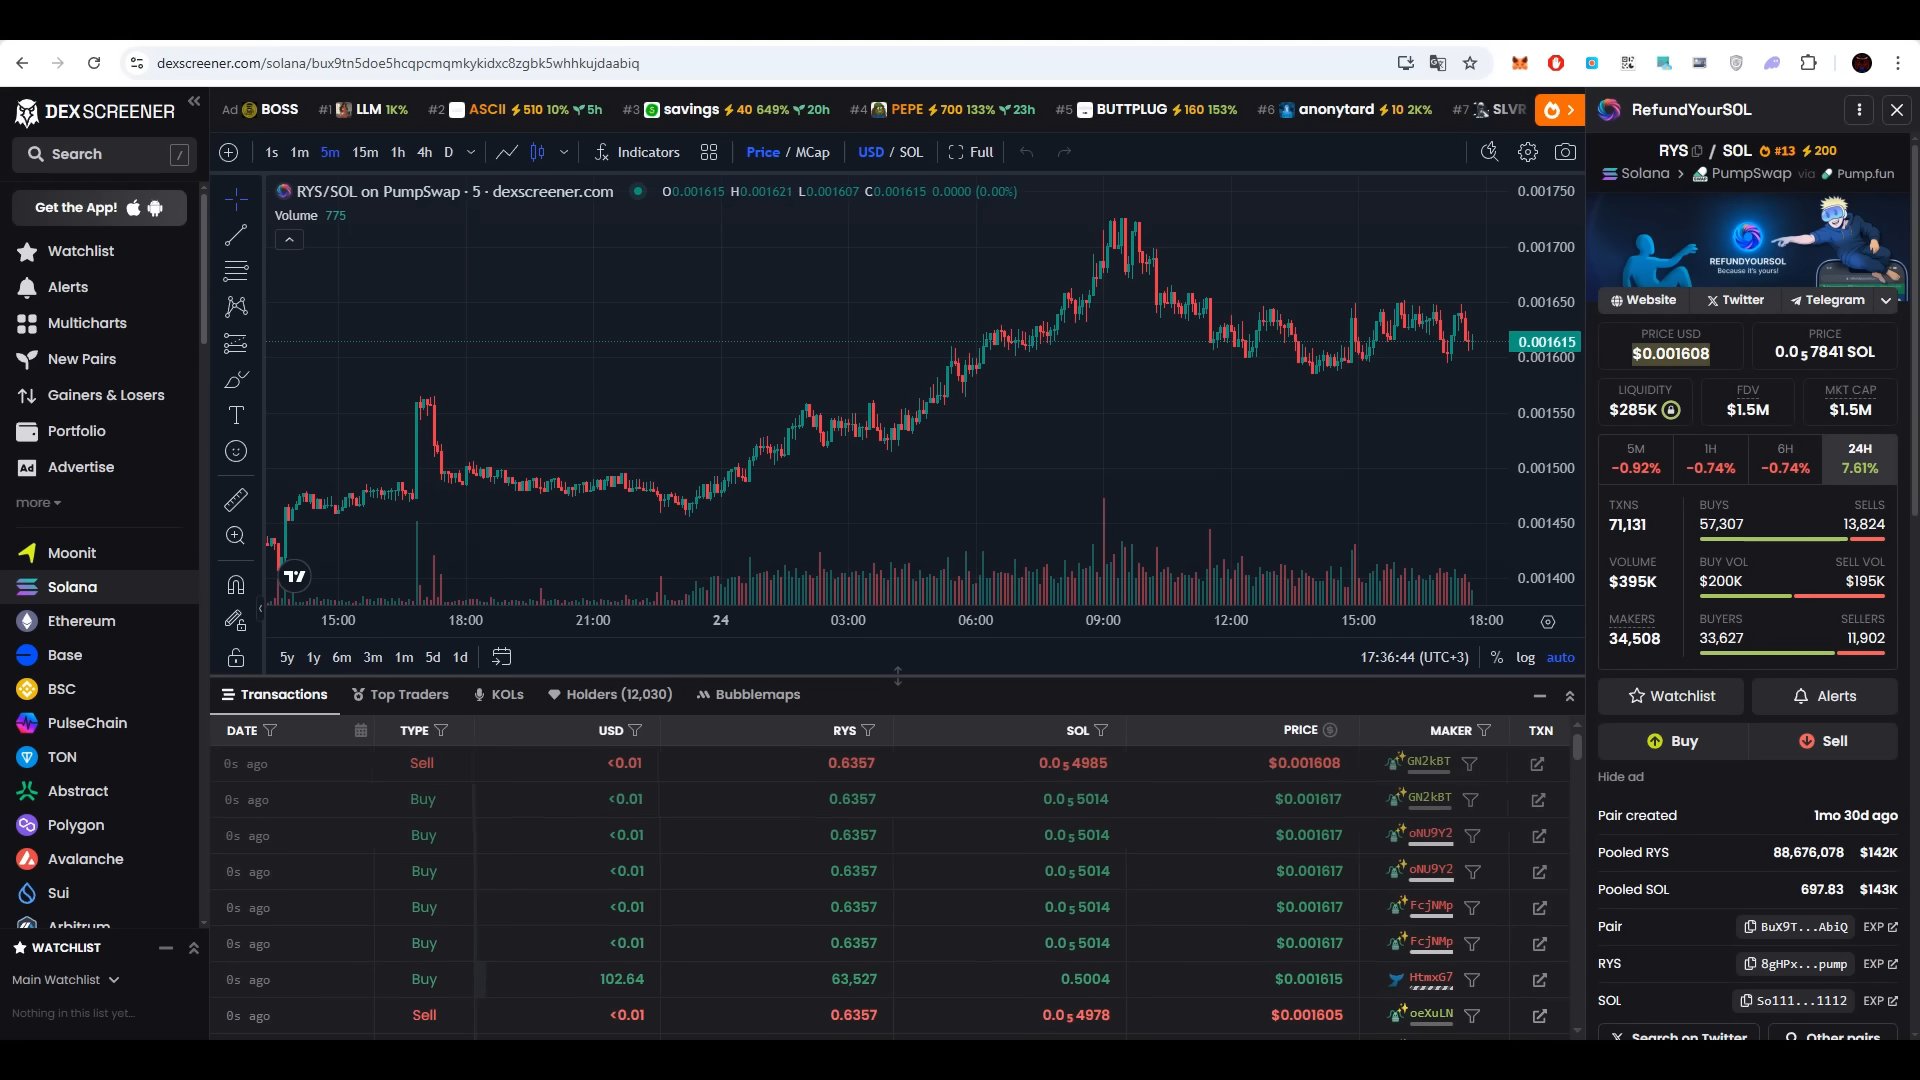 dexscreener.com/solana/bux9tn5doe5hcqpcmqmkykidxc8zgbk5whhkujdaabiq
DEX SCREENER
Ad BOSS #1 LLM 1K% #2 ASCII 510 10% 5h #3 savings 40 649% 20h #4 PEPE 700 133% 23h #5 BUTTPLUG 160 153% #6 anonytard 10 2K% #7 SLVR
RefundYourSOL
Search /
1s 1m 5m 15m 1h 4h D Indicators Price / MCap USD / SOL Full
RYS / SOL #13 200
Solana > PumpSwap via Pump.fun
Get the App!
Watchlist
Alerts
Multicharts
New Pairs
Gainers & Losers
Portfolio
Ad Advertise
more
Moonit
Solana
Ethereum
Base
BSC
PulseChain
TON
Abstract
Polygon
Avalanche
Sui
Arbitrum
WATCHLIST
Main Watchlist
Nothing in this list yet...
RYS/SOL on PumpSwap · 5 · dexscreener.com O0.001615 H0.001621 L0.001607 C0.001615 0.0000 (0.00%)
Volume 775
0.001750
0.001700
0.001650
0.001615
0.001600
0.001550
0.001500
0.001450
0.001400
15:00 18:00 21:00 24 03:00 06:00 09:00 12:00 15:00 18:00
5y 1y 6m 3m 1m 5d 1d 17:36:44 (UTC+3) % log auto
Transactions Top Traders KOLs Holders (12,030) Bubblemaps
DATE TYPE USD RYS SOL PRICE MAKER TXN
0s ago Sell <0.01 0.6357 0.0₅4985 $0.001608 GN2kBT
0s ago Buy <0.01 0.6357 0.0₅5014 $0.001617 GN2kBT
0s ago Buy <0.01 0.6357 0.0₅5014 $0.001617 oNU9Y2
0s ago Buy <0.01 0.6357 0.0₅5014 $0.001617 oNU9Y2
0s ago Buy <0.01 0.6357 0.0₅5014 $0.001617 FcjNMp
0s ago Buy <0.01 0.6357 0.0₅5014 $0.001617 FcjNMp
0s ago Buy 102.64 63,527 0.5004 $0.001615 HtmxG7
0s ago Sell <0.01 0.6357 0.0₅4978 $0.001605 oeXuLN
REFUNDYOURSOL
Because it's yours!
Website Twitter Telegram
PRICE USD PRICE
$0.001608 0.0₅7841 SOL
LIQUIDITY FDV MKT CAP
$285K $1.5M $1.5M
5M 1H 6H 24H
-0.92% -0.74% -0.74% 7.61%
TXNS BUYS SELLS
71,131 57,307 13,824
VOLUME BUY VOL SELL VOL
$395K $200K $195K
MAKERS BUYERS SELLERS
34,508 33,627 11,902
Watchlist Alerts
Buy Sell
Hide ad
Pair created 1mo 30d ago
Pooled RYS 88,676,078 $142K
Pooled SOL 697.83 $143K
Pair BuX9T...AbiQ EXP
RYS 8gHPx...pump EXP
SOL So111...1112 EXP
Search on Twitter Other pairs